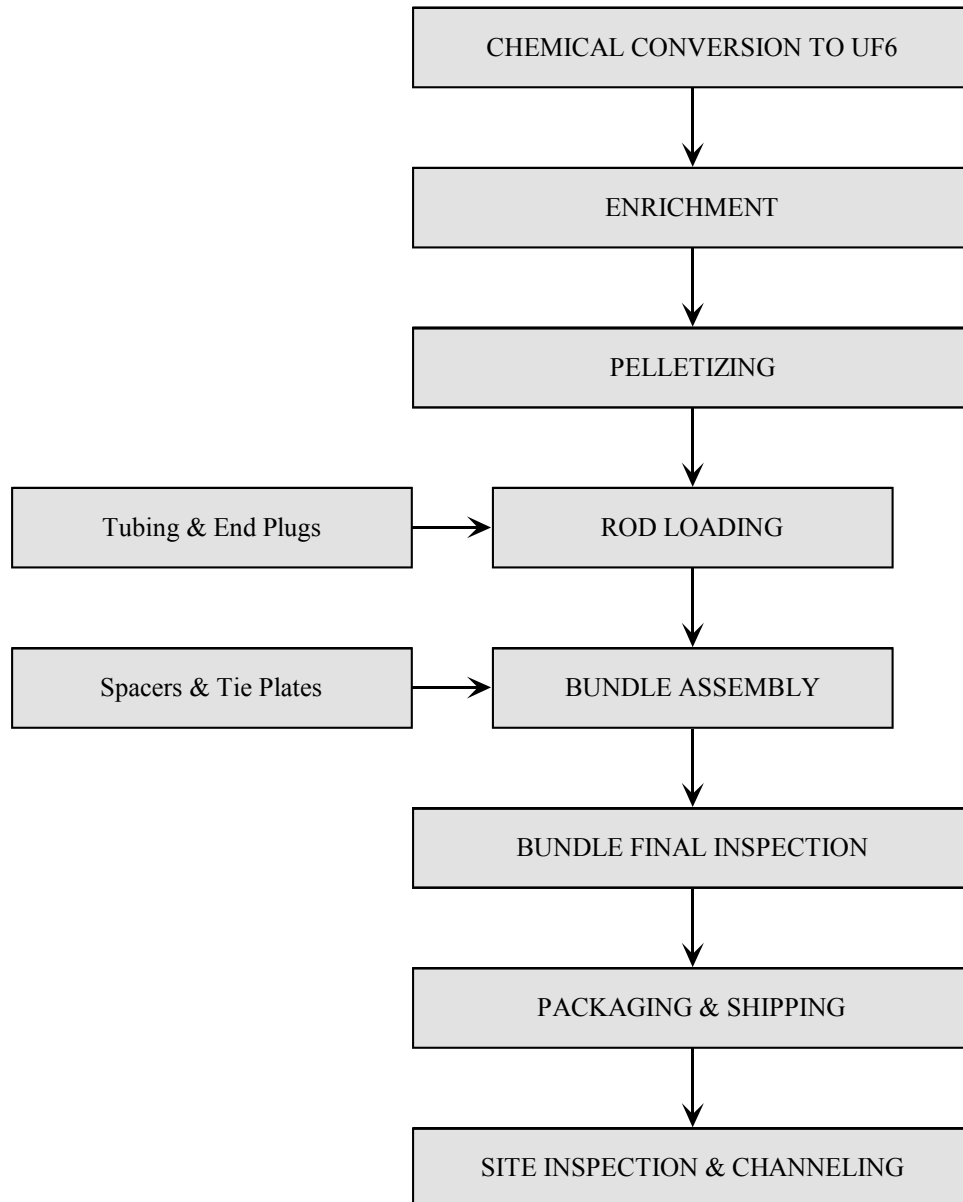 CHEMICAL CONVERSION TO UF6
ENRICHMENT
PELLETIZING
Tubing & End Plugs
ROD LOADING
Spacers & Tie Plates
BUNDLE ASSEMBLY
BUNDLE FINAL INSPECTION
PACKAGING & SHIPPING
SITE INSPECTION & CHANNELING